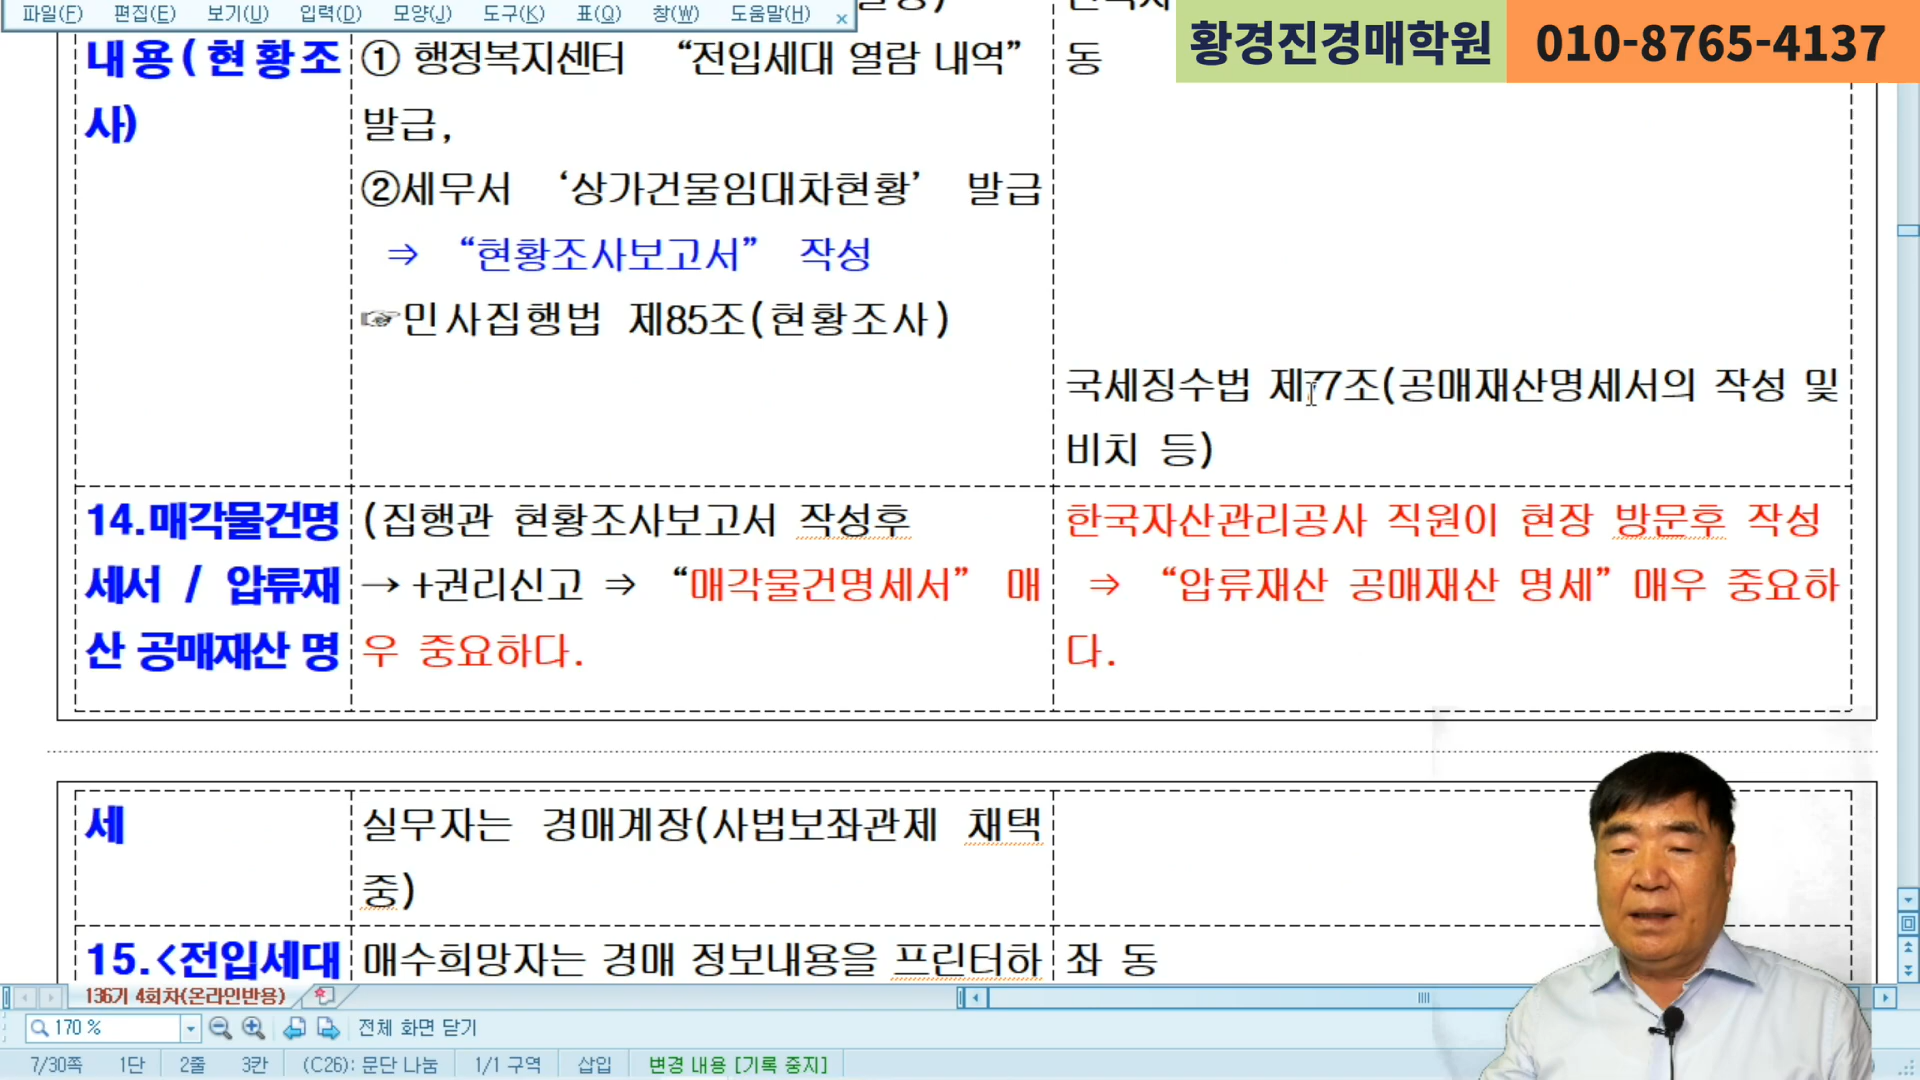 파일(F) 편집(E) 보기(U) 입력(D) 모양(J) 도구(K) 표(Q) 창(W) 도움말(H)
황경진경매학원 010-8765-4137
내용(현황조
사)
① 행정복지센터 “전입세대 열람 내역”
발급,
②세무서 ‘상가건물임대차현황’ 발급
⇒ “현황조사보고서” 작성
☞민사집행법 제85조(현황조사)
동
국세징수법 제77조(공매재산명세서의 작성 및
비치 등)
14.매각물건명
세서 / 압류재
산 공매재산 명
(집행관 현황조사보고서 작성후
→ +권리신고 ⇒ “매각물건명세서” 매
우 중요하다.
한국자산관리공사 직원이 현장 방문후 작성
⇒ “압류재산 공매재산 명세”매우 중요하
다.
세
실무자는 경매계장(사법보좌관제 채택
중)
15.<전입세대
매수희망자는 경매 정보내용을 프린터하
좌 동
136기 4회차(온라인반용)
170 % 전체 화면 닫기
7/30쪽 1단 2줄 3칸 (C26): 문단 나눔 1/1 구역 삽입 변경 내용 [기록 중지]